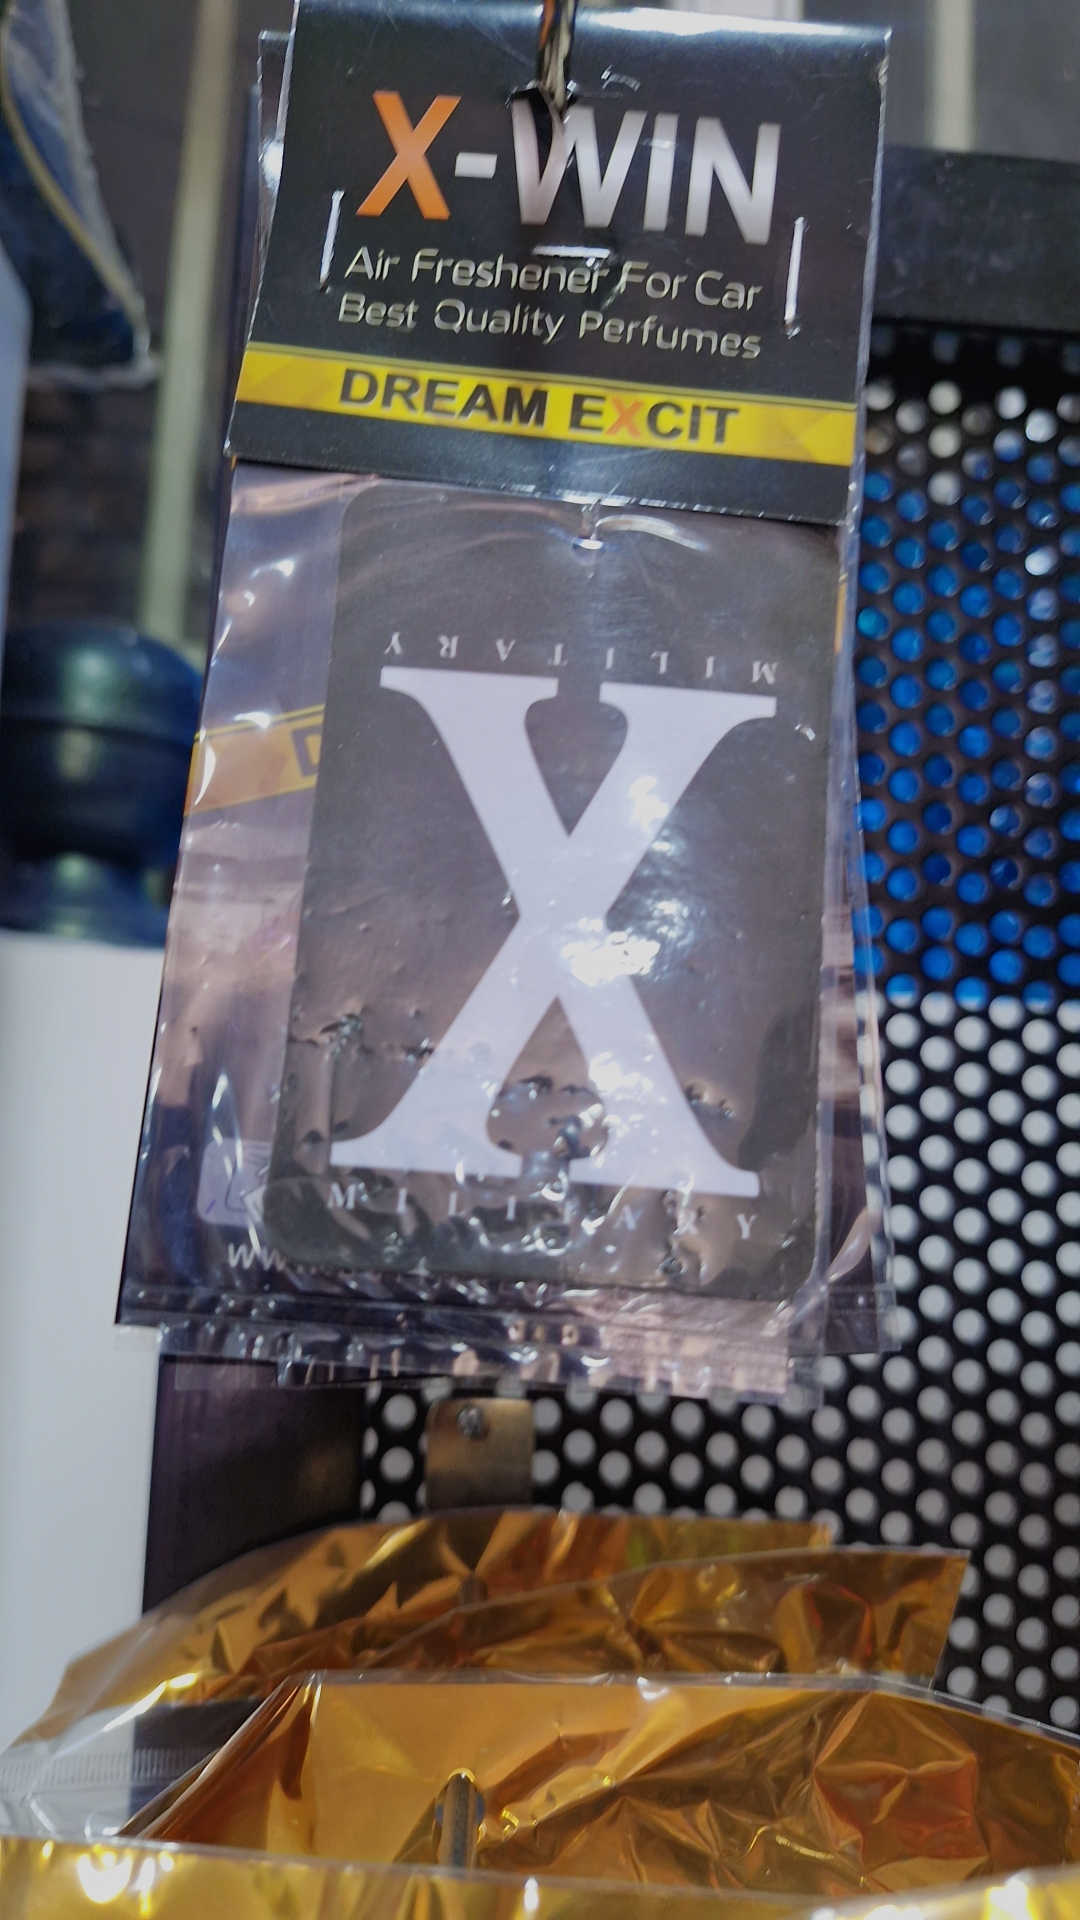 X-WIN
Air Freshener For Car
Best Quality Perfumes
DREAM EXCIT
MILITARY
X
MILITARY